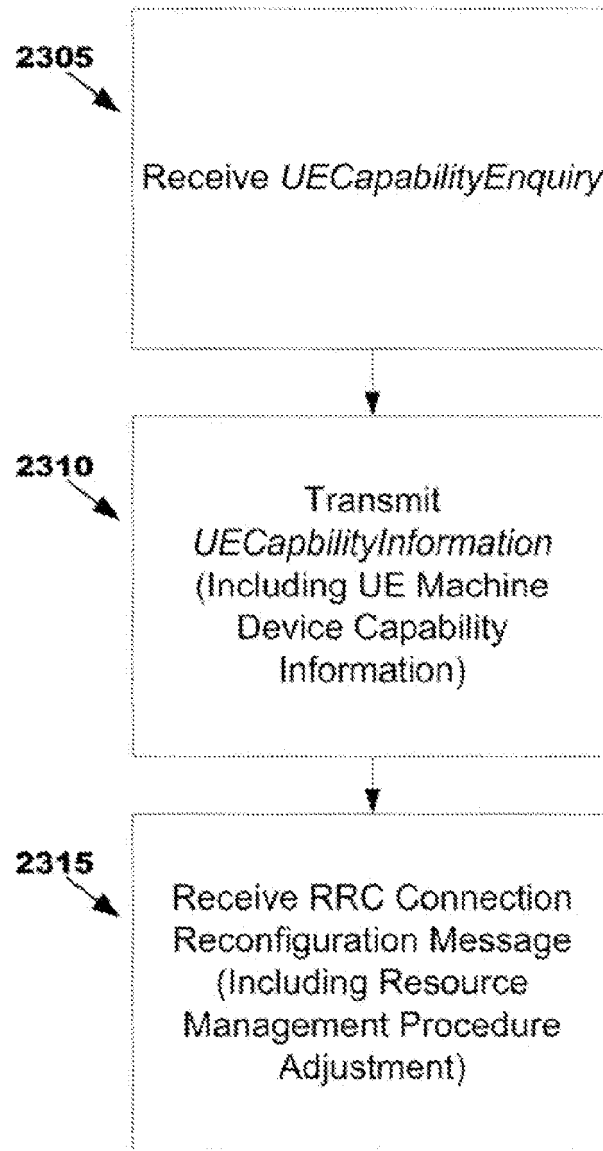 2305
Receive UECapabilityEnquiry
2310
Transmit
UECapbilityInformation
(Including UE Machine
Device Capability
Information)
2315
Receive RRC Connection
Reconfiguration Message
(Including Resource
Management Procedure
Adjustment)